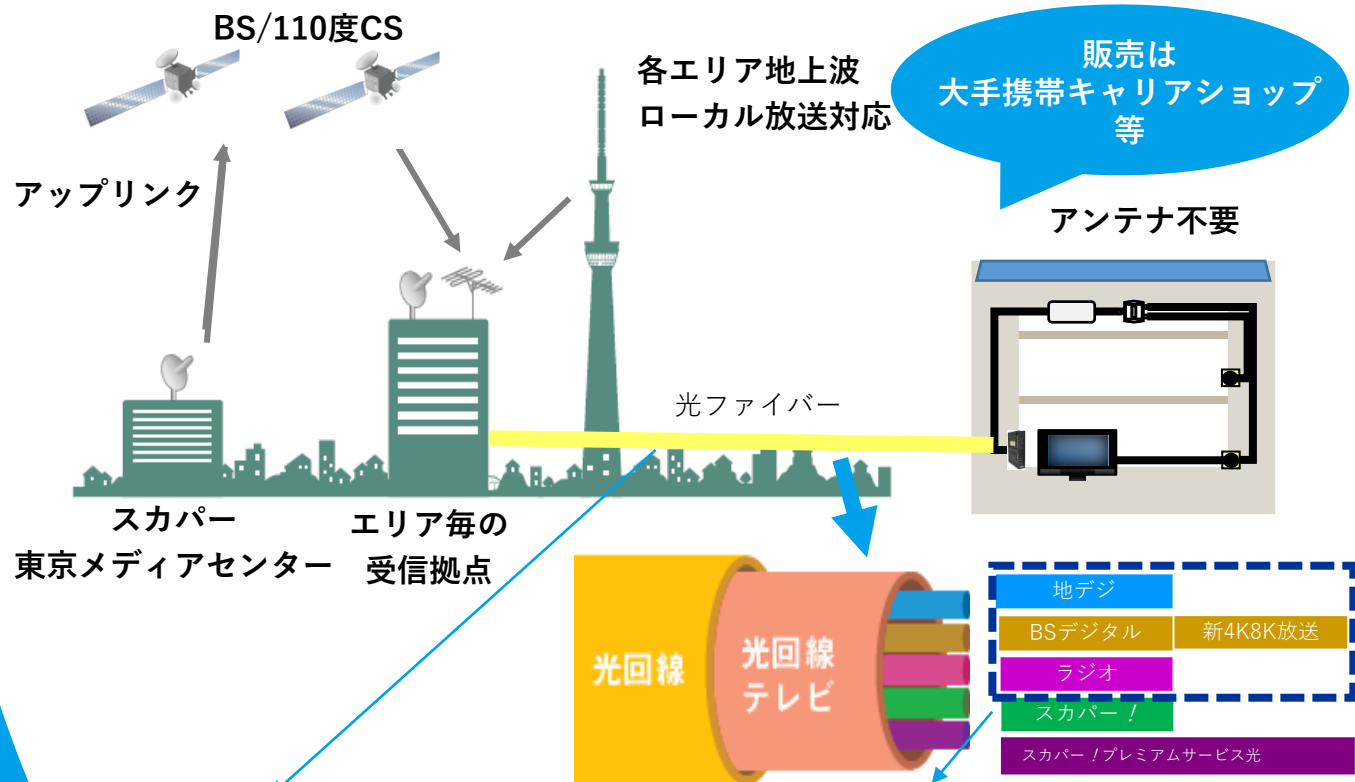 BS/110度CS
各エリア地上波
ローカル放送対応
販売は
大手携帯キャリアショップ
等
アップリンク
アンテナ不要
光ファイバー
スカパー
東京メディアセンター
エリア毎の
受信拠点
光回線
光回線
テレビ
地デジ
BSデジタル
新4K8K放送
ラジオ
スカパー！
スカパー！プレミアムサービス光